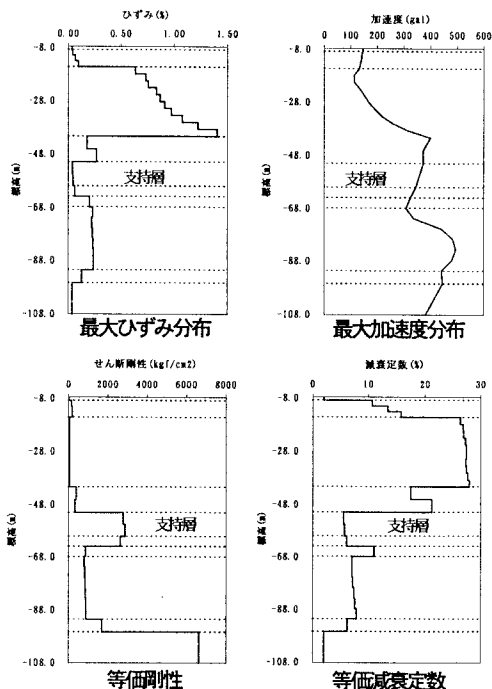 ひずみ(%)
0.00 0.50 1.00 1.50
-8.0
-28.0
-48.0
-68.0
-88.0
-108.0
標高(m)
支持層
最大ひずみ分布
加速度(gal)
0 100 200 300 400 500 600
-8.0
-28.0
-48.0
-68.0
-88.0
-108.0
標高(m)
支持層
最大加速度分布
せん断剛性(kgf/cm2)
0 2000 4000 6000 8000
-8.0
-28.0
-48.0
-68.0
-88.0
-108.0
標高(m)
支持層
等価剛性
減衰定数(%)
0 10 20 30
-8.0
-28.0
-48.0
-68.0
-88.0
-108.0
標高(m)
支持層
等価減衰定数